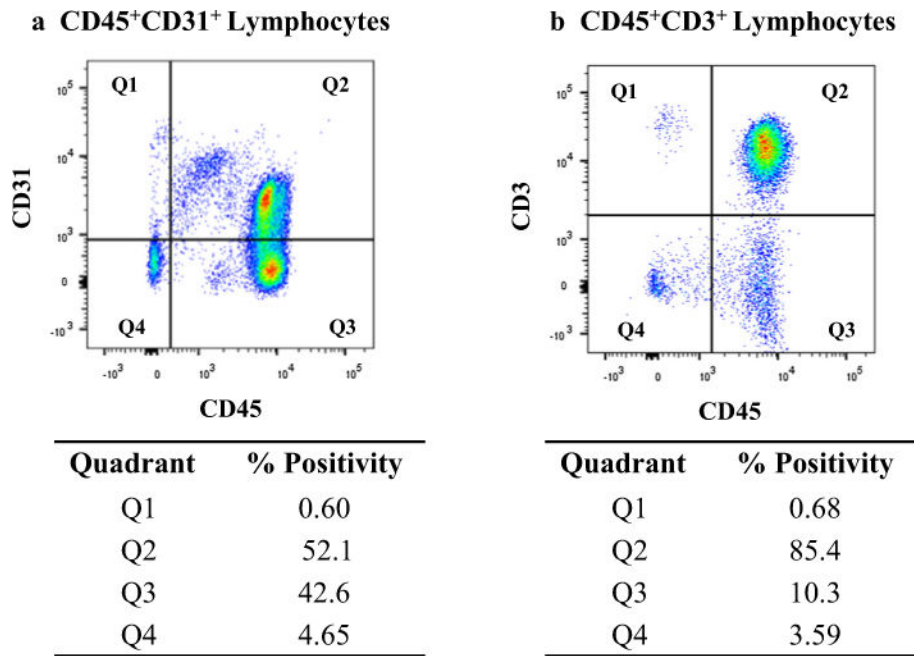 a CD45⁺CD31⁺ Lymphocytes
Q1 Q2
10⁵
10⁴
10³
0
-10³
Q4 Q3
-10³ 0 10³ 10⁴ 10⁵
CD31
CD45
Quadrant % Positivity
Q1 0.60
Q2 52.1
Q3 42.6
Q4 4.65
b CD45⁺CD3⁺ Lymphocytes
Q1 Q2
10⁵
10⁴
10³
0
-10³
Q4 Q3
-10³ 0 10³ 10⁴ 10⁵
CD3
CD45
Quadrant % Positivity
Q1 0.68
Q2 85.4
Q3 10.3
Q4 3.59